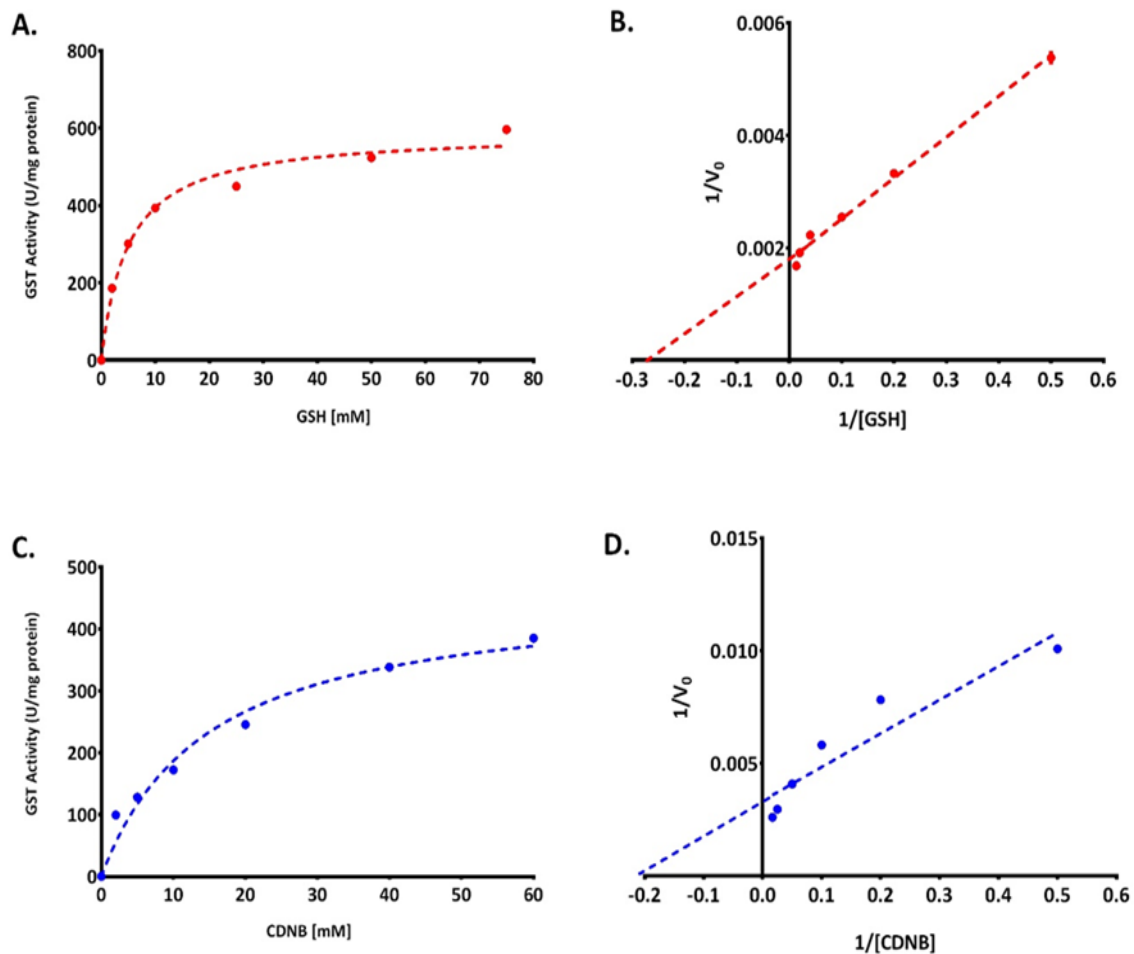 A.
GST Activity (U/mg protein)
800
600
400
200
0
0 10 20 30 40 50 60 70 80
GSH [mM]
B.
1/V0
0.006
0.004
0.002
-0.3 -0.2 -0.1 0.0 0.1 0.2 0.3 0.4 0.5 0.6
1/[GSH]
C.
GST Activity (U/mg protein)
500
400
300
200
100
0
0 10 20 30 40 50 60
CDNB [mM]
D.
1/V0
0.015
0.010
0.005
-0.2 -0.1 0.0 0.1 0.2 0.3 0.4 0.5 0.6
1/[CDNB]